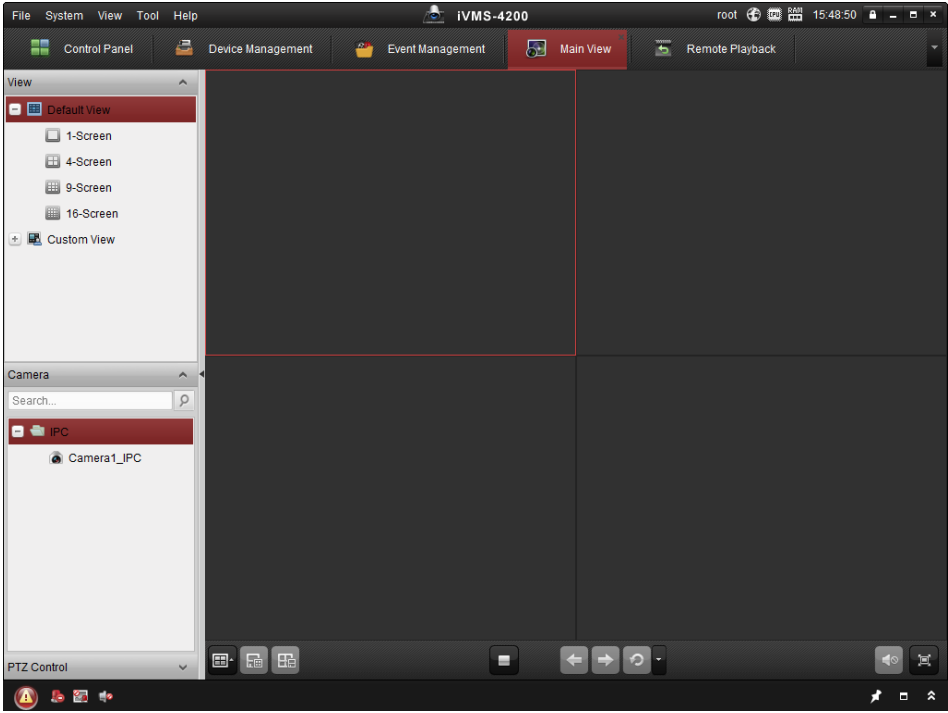 File System View Tool Help iVMS-4200 root CPU RAM 15:48:50
Control Panel Device Management Event Management Main View Remote Playback
View
Default View
1-Screen
4-Screen
9-Screen
16-Screen
Custom View
Camera
Search...
IPC
Camera1_IPC
PTZ Control